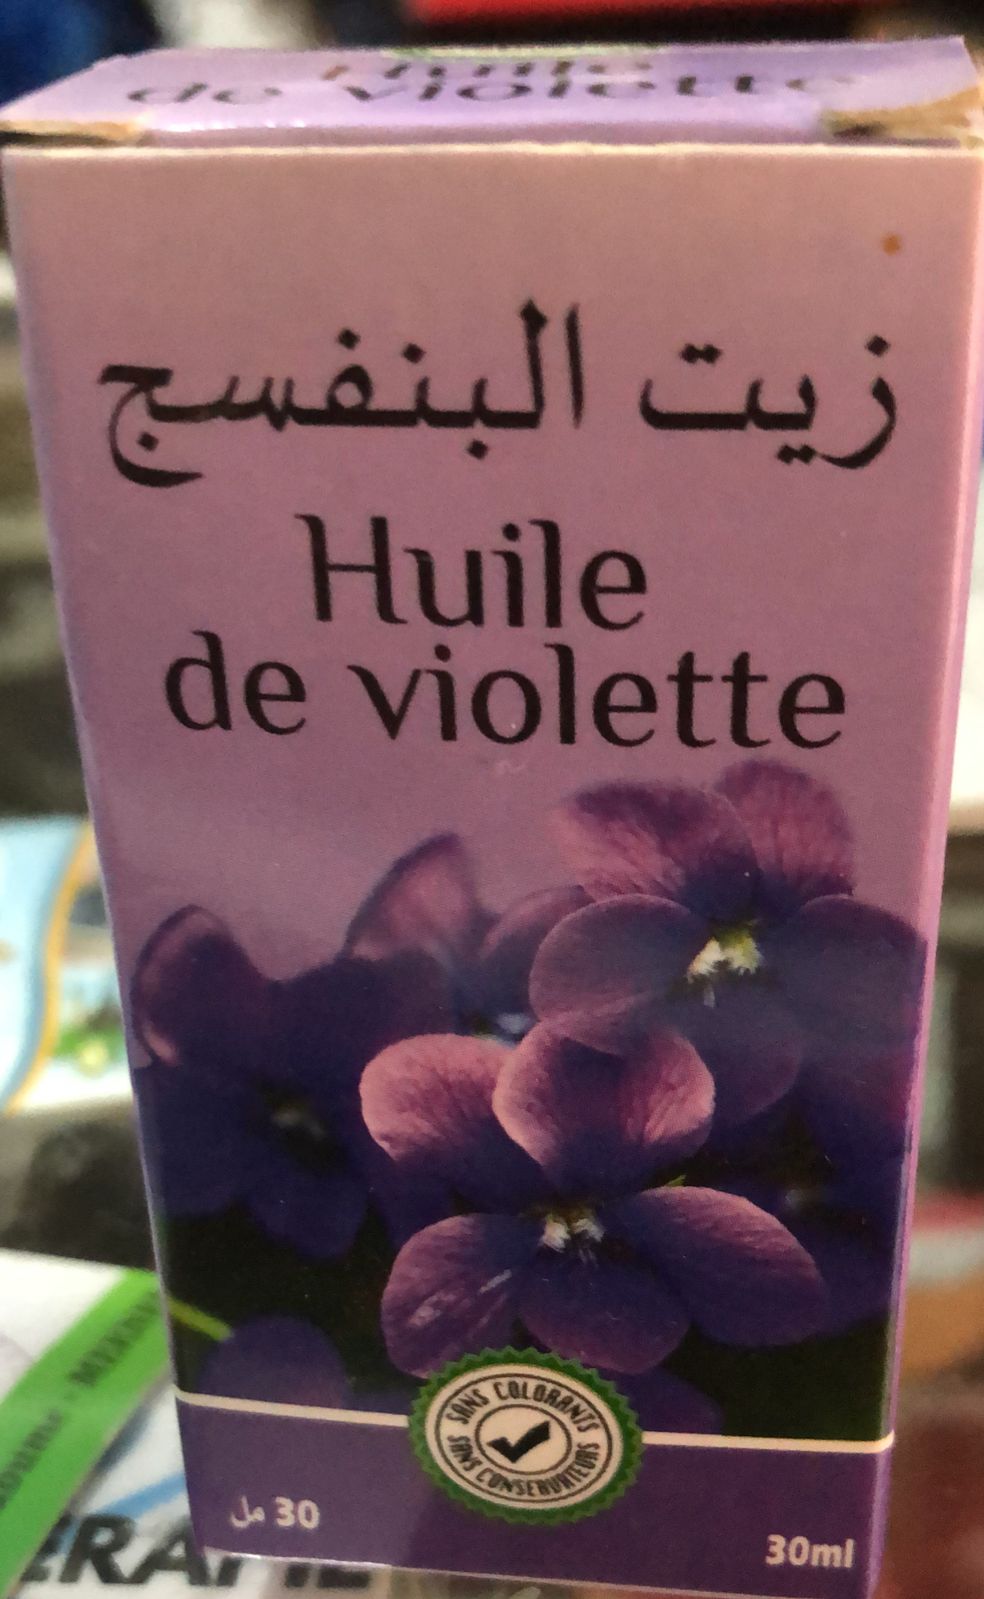 Huile
de violette
زيت البنفسج
Huile
de violette
SANS COLORANTS
SANS CONSERVATEURS
30 مل
30ml